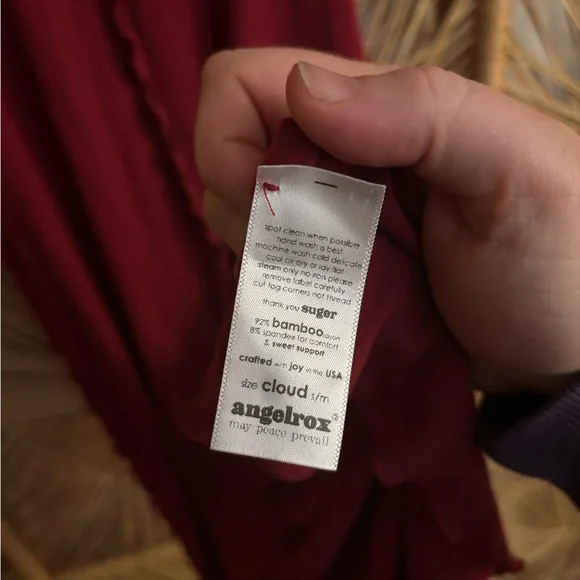 spot clean when possible
hand wash is best
machine wash cold delicate
cool air dry or lay flat
steam only no iron please
remove label carefully
cut tag corners not thread
thank you suger
92% bamboo rayon
8% spandex for comfort
& sweet support
crafted with joy in the USA
size cloud s/m
angelrox®
may peace prevail